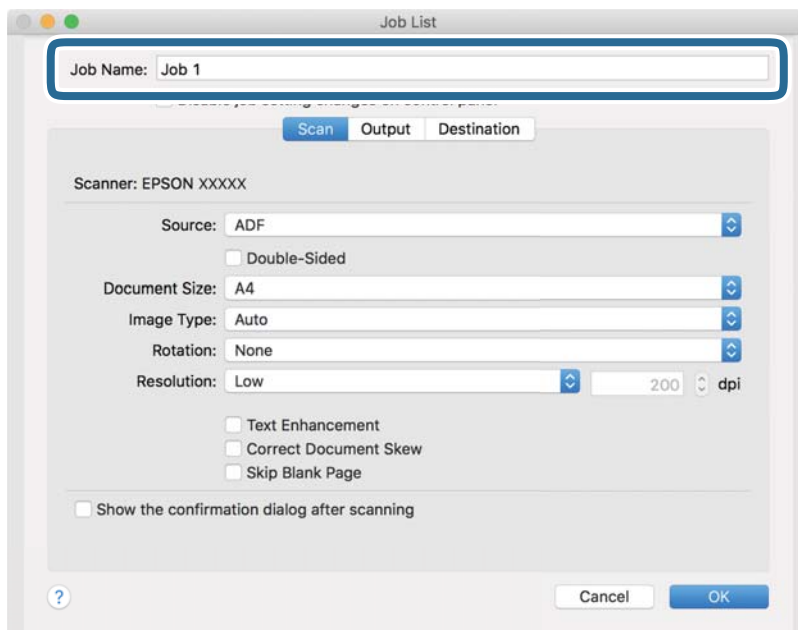 Job List
Job Name: Job 1
Scan Output Destination
Scanner: EPSON XXXXX
Source: ADF
Double-Sided
Document Size: A4
Image Type: Auto
Rotation: None
Resolution: Low 200 dpi
Text Enhancement
Correct Document Skew
Skip Blank Page
Show the confirmation dialog after scanning
? Cancel OK